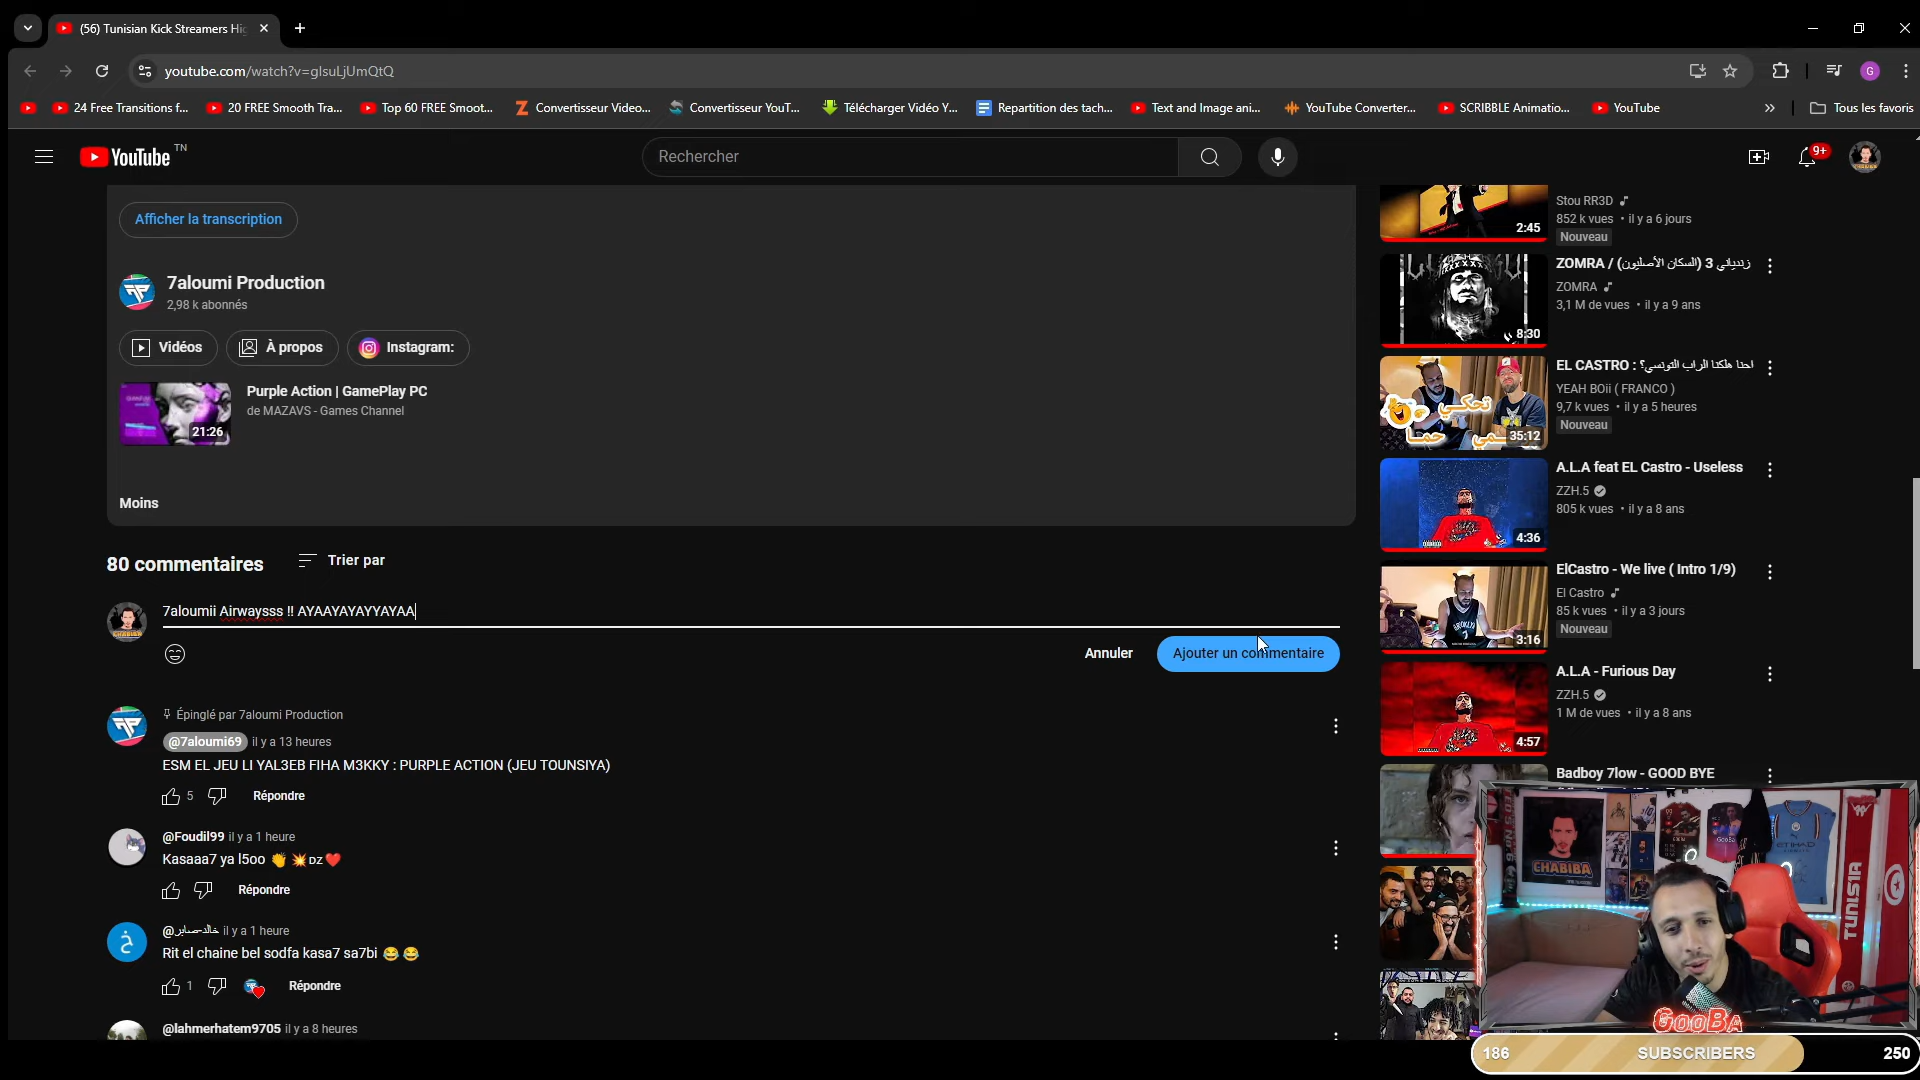 (56) Tunisian Kick Streamers Hig
youtube.com/watch?v=glsuLjUmQtQ
24 Free Transitions f...
20 FREE Smooth Tra...
Top 60 FREE Smoot...
Convertisseur Video...
Convertisseur YouT...
Télécharger Vidéo Y...
Repartition des tach...
Text and Image ani...
YouTube Converter...
SCRIBBLE Animatio...
YouTube
Tous les favoris
YouTube TN
Rechercher
9+
Afficher la transcription
7aloumi Production
2,98 k abonnés
Vidéos
À propos
Instagram:
Purple Action | GamePlay PC
de MAZAVS - Games Channel
21:26
Moins
80 commentaires
Trier par
7aloumii Airwaysss !! AYAAYAYAYYAYAA
Annuler
Ajouter un commentaire
Épinglé par 7aloumi Production
@7aloumi69 il y a 13 heures
ESM EL JEU LI YAL3EB FIHA M3KKY : PURPLE ACTION (JEU TOUNSIYA)
5
Répondre
@Foudil99 il y a 1 heure
Kasaaa7 ya l5oo 👏 💥 DZ❤️
Répondre
@خالد-صابر il y a 1 heure
Rit el chaine bel sodfa kasa7 sa7bi 😂 😂
1
Répondre
@lahmerhatem9705 il y a 8 heures
Stou RR3D
852 k vues • il y a 6 jours
Nouveau
2:45
ZOMRA / (السكان الأصليون) 3 زندياني
ZOMRA
3,1 M de vues • il y a 9 ans
8:30
EL CASTRO : احنا هلكنا الراب التونسي؟
YEAH BOii ( FRANCO )
9,7 k vues • il y a 5 heures
Nouveau
تحكي
35:12
A.L.A feat EL Castro - Useless
ZZH.5
805 k vues • il y a 8 ans
4:36
ElCastro - We live ( Intro 1/9)
El Castro
85 k vues • il y a 3 jours
Nouveau
3:16
A.L.A - Furious Day
ZZH.5
1 M de vues • il y a 8 ans
4:57
Badboy 7low - GOOD BYE
CHABIBA
TUNISIA
GOOBA
186
SUBSCRIBERS
250